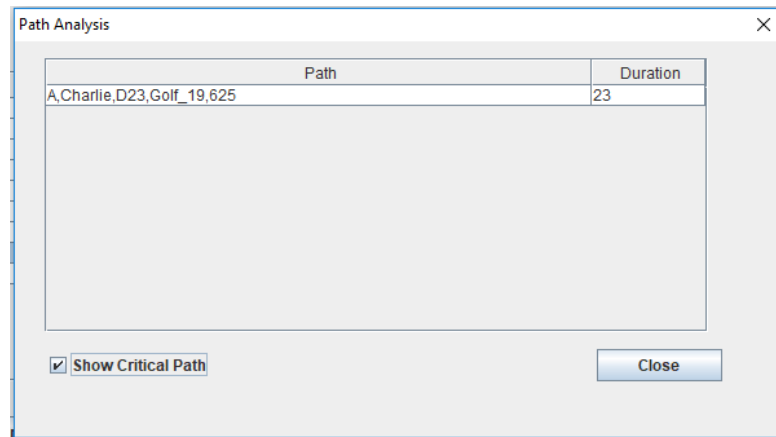 Path Analysis
Path Duration
A,Charlie,D23,Golf_19,625 23
Show Critical Path Close